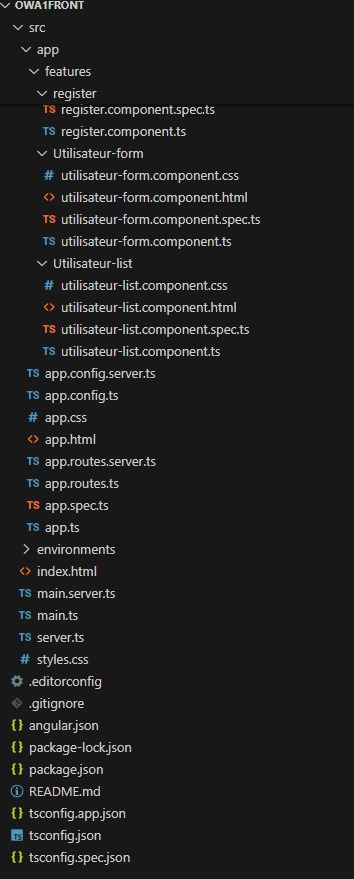 OWA1FRONT
src
app
features
register
register.component.spec.ts
TS register.component.ts
Utilisateur-form
# utilisateur-form.component.css
<> utilisateur-form.component.html
TS utilisateur-form.component.spec.ts
TS utilisateur-form.component.ts
Utilisateur-list
# utilisateur-list.component.css
<> utilisateur-list.component.html
TS utilisateur-list.component.spec.ts
TS utilisateur-list.component.ts
TS app.config.server.ts
TS app.config.ts
# app.css
<> app.html
TS app.routes.server.ts
TS app.routes.ts
TS app.spec.ts
TS app.ts
environments
<> index.html
TS main.server.ts
TS main.ts
TS server.ts
# styles.css
.editorconfig
.gitignore
{} angular.json
{} package-lock.json
{} package.json
README.md
{} tsconfig.app.json
TS tsconfig.json
{} tsconfig.spec.json